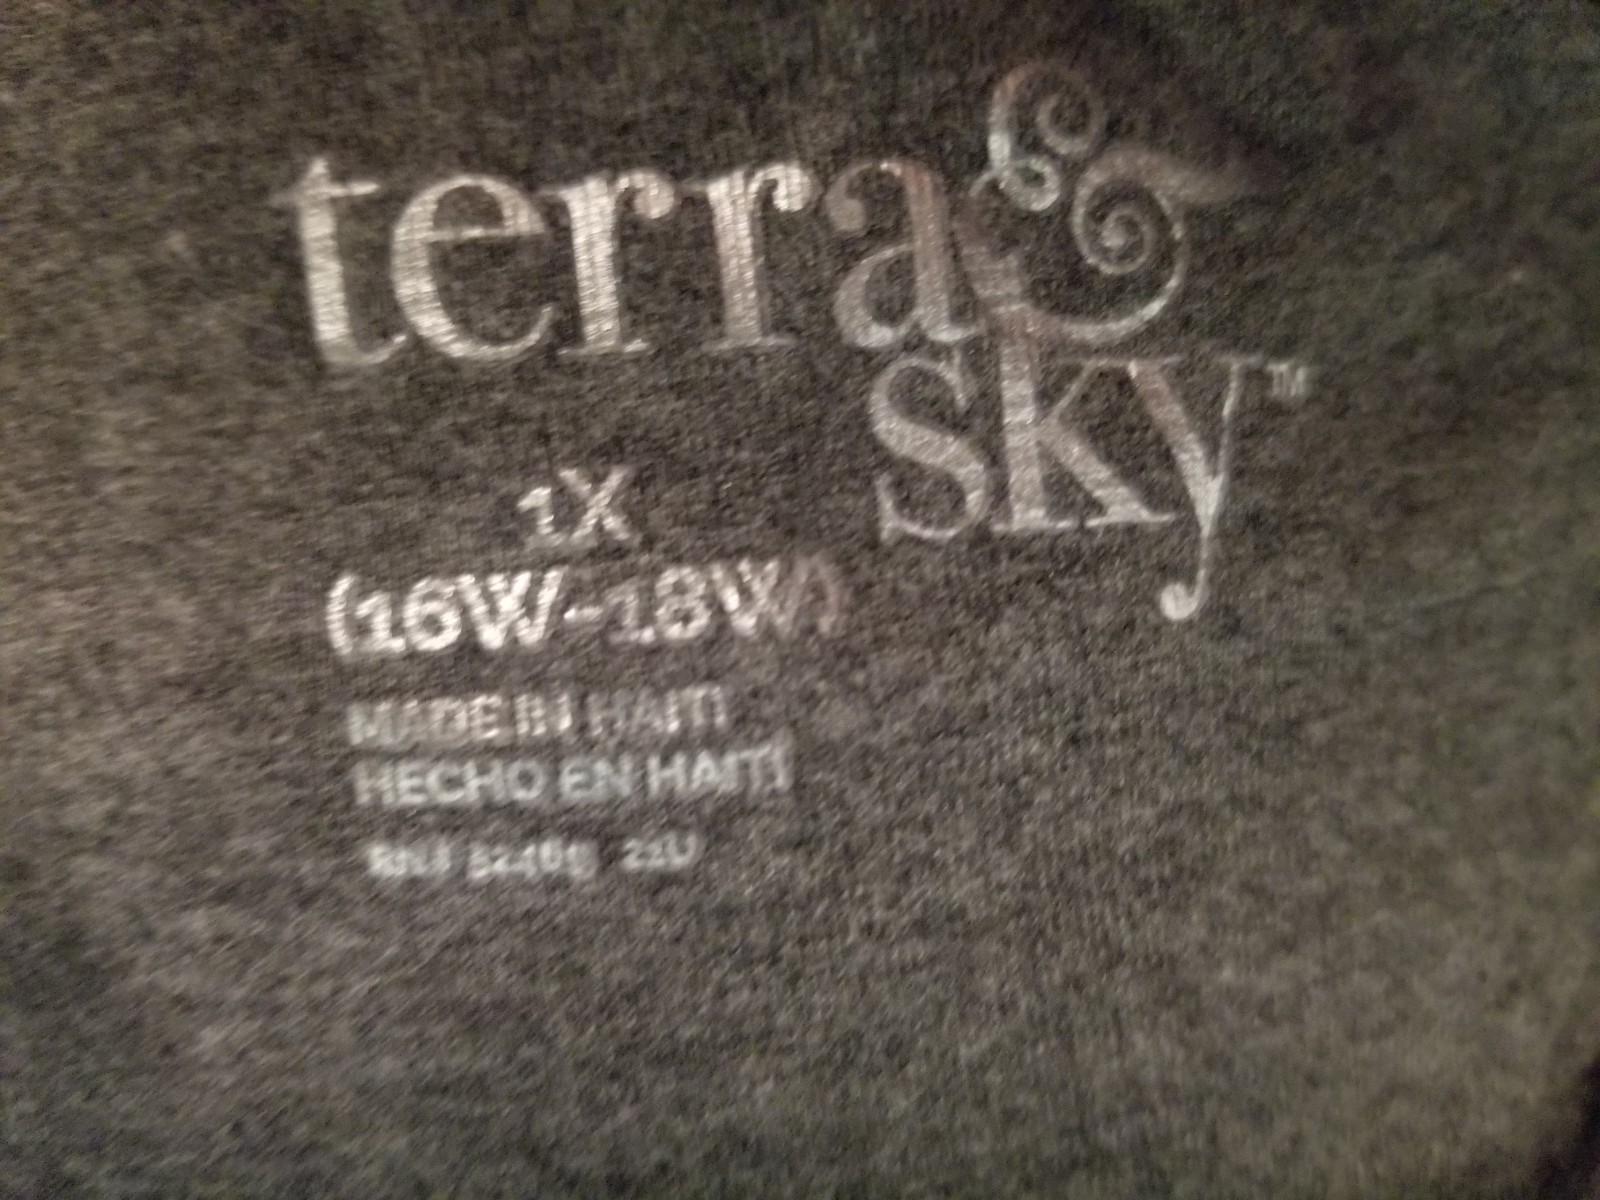 terra
sky™
1X
(16W-18W)
MADE IN HAITI
HECHO EN HAITI